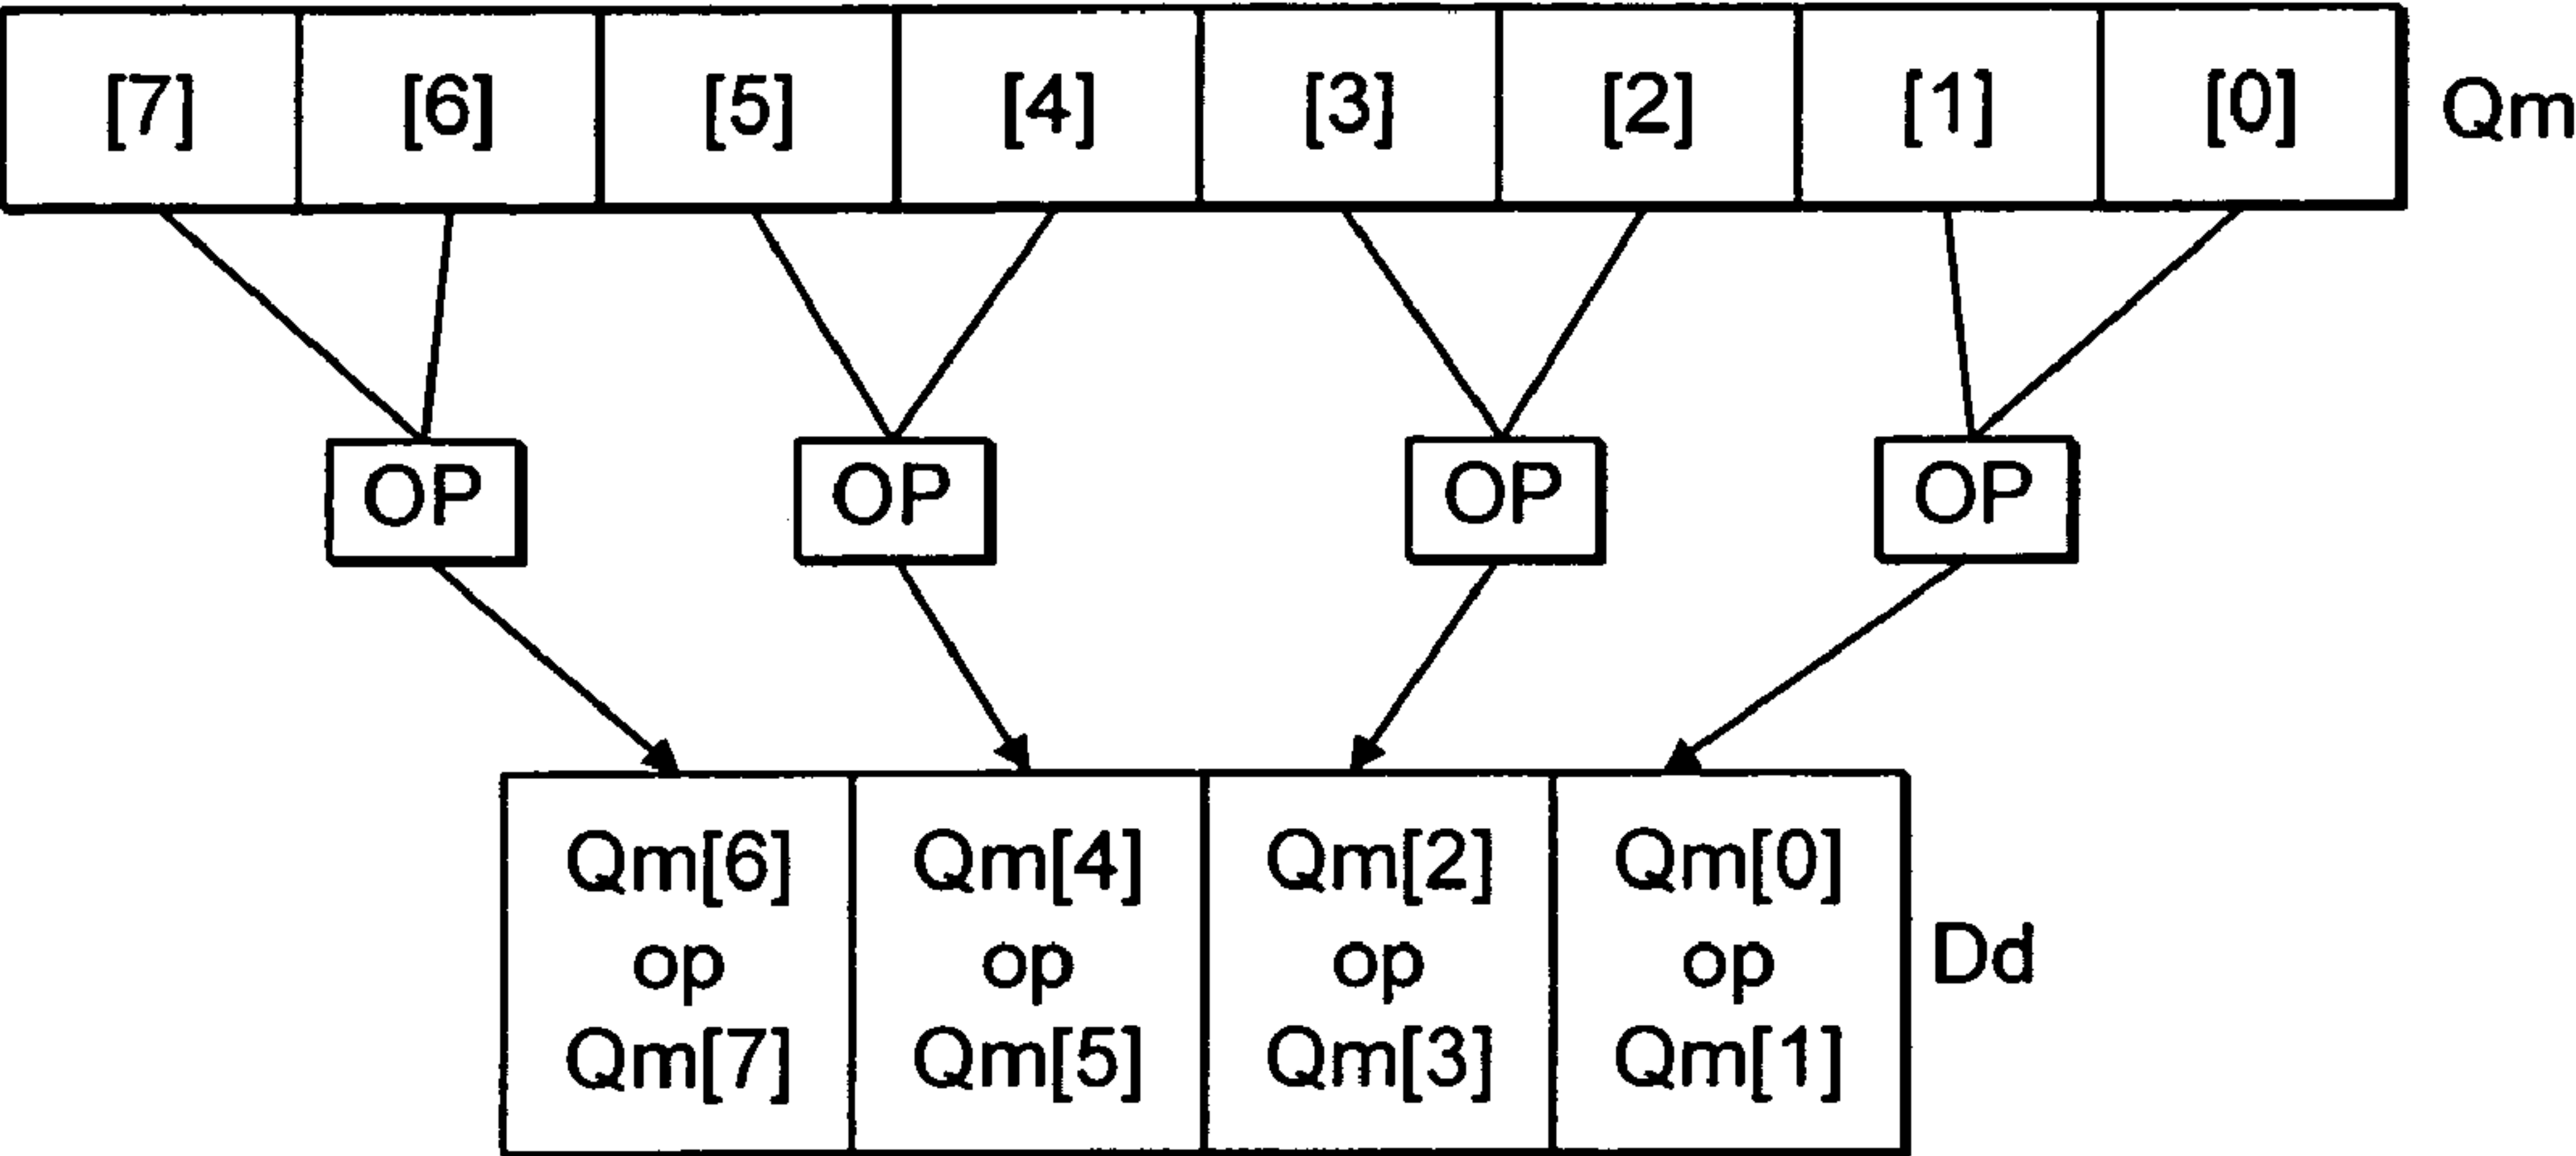 [7] [6] [5] [4] [3] [2] [1] [0] Qm
OP OP OP OP
Qm[6] Qm[4] Qm[2] Qm[0]
op op op op Dd
Qm[7] Qm[5] Qm[3] Qm[1]